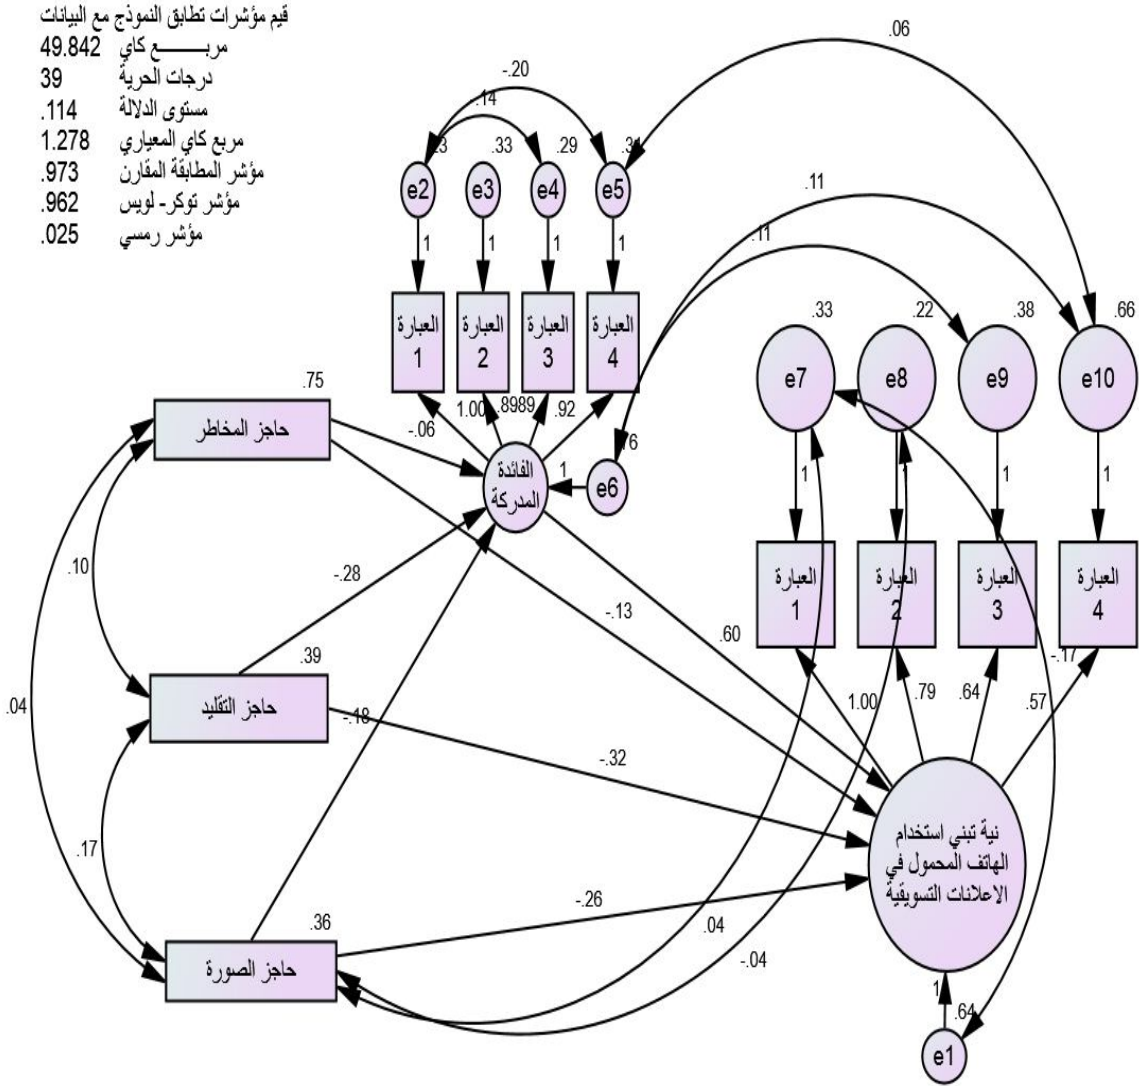 قيم مؤشرات تطابق النموذج مع البيانات
مربـــــــع كاي 49.842
درجات الحرية 39
مستوى الدلالة .114
مربع كاي المعياري 1.278
مؤشر المطابقة المقارن .973
مؤشر توكر- لويس .962
مؤشر رمسي .025
.06
-.20
-.14
.33 .29
e2 e3 e4 e5
.11
.11
1 1 1 1
العبارة 1
العبارة 2
العبارة 3
العبارة 4
.33 .22 .38 .66
e7 e8 e9 e10
.75
حاجز المخاطر
-.06 1.00 .89 .89 .92
الفائدة
المدركة
1 e6
1 1 1
العبارة 1
العبارة 2
العبارة 3
العبارة 4
.10
-.28
-.13
.60
-.17
1.00 .79 .64 .57
.39
حاجز التقليد
.04
-.18
-.32
نية تبني استخدام
الهاتف المحمول في
الاعلانات التسويقية
.17
-.26
.36
حاجز الصورة
.04
-.04
1 .64
e1